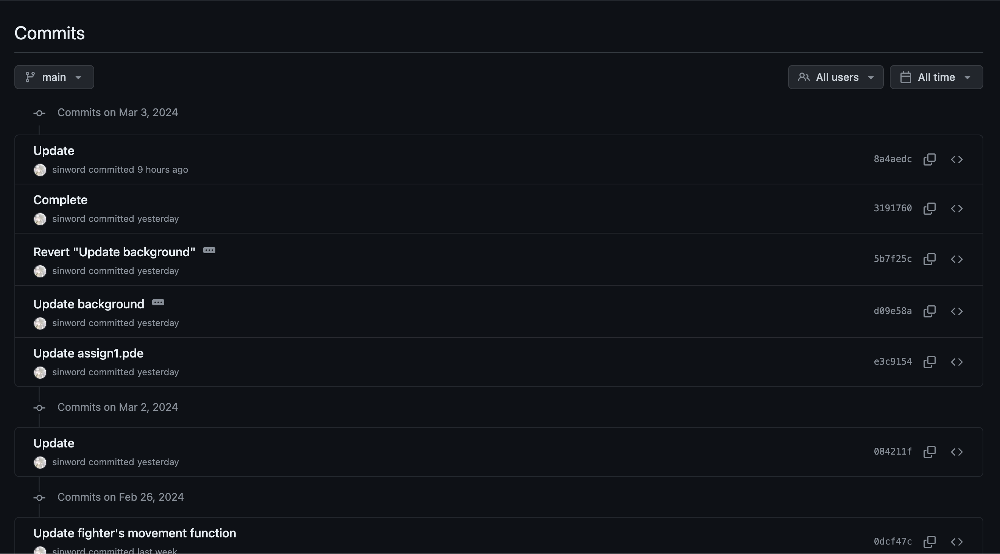 Commits
main
All users
All time
Commits on Mar 3, 2024
Update
sinword committed 9 hours ago
8a4aedc
Complete
sinword committed yesterday
3191760
Revert "Update background"
sinword committed yesterday
5b7f25c
Update background
sinword committed yesterday
d09e58a
Update assign1.pde
sinword committed yesterday
e3c9154
Commits on Mar 2, 2024
Update
sinword committed yesterday
084211f
Commits on Feb 26, 2024
Update fighter's movement function
sinword committed last week
0dcf47c